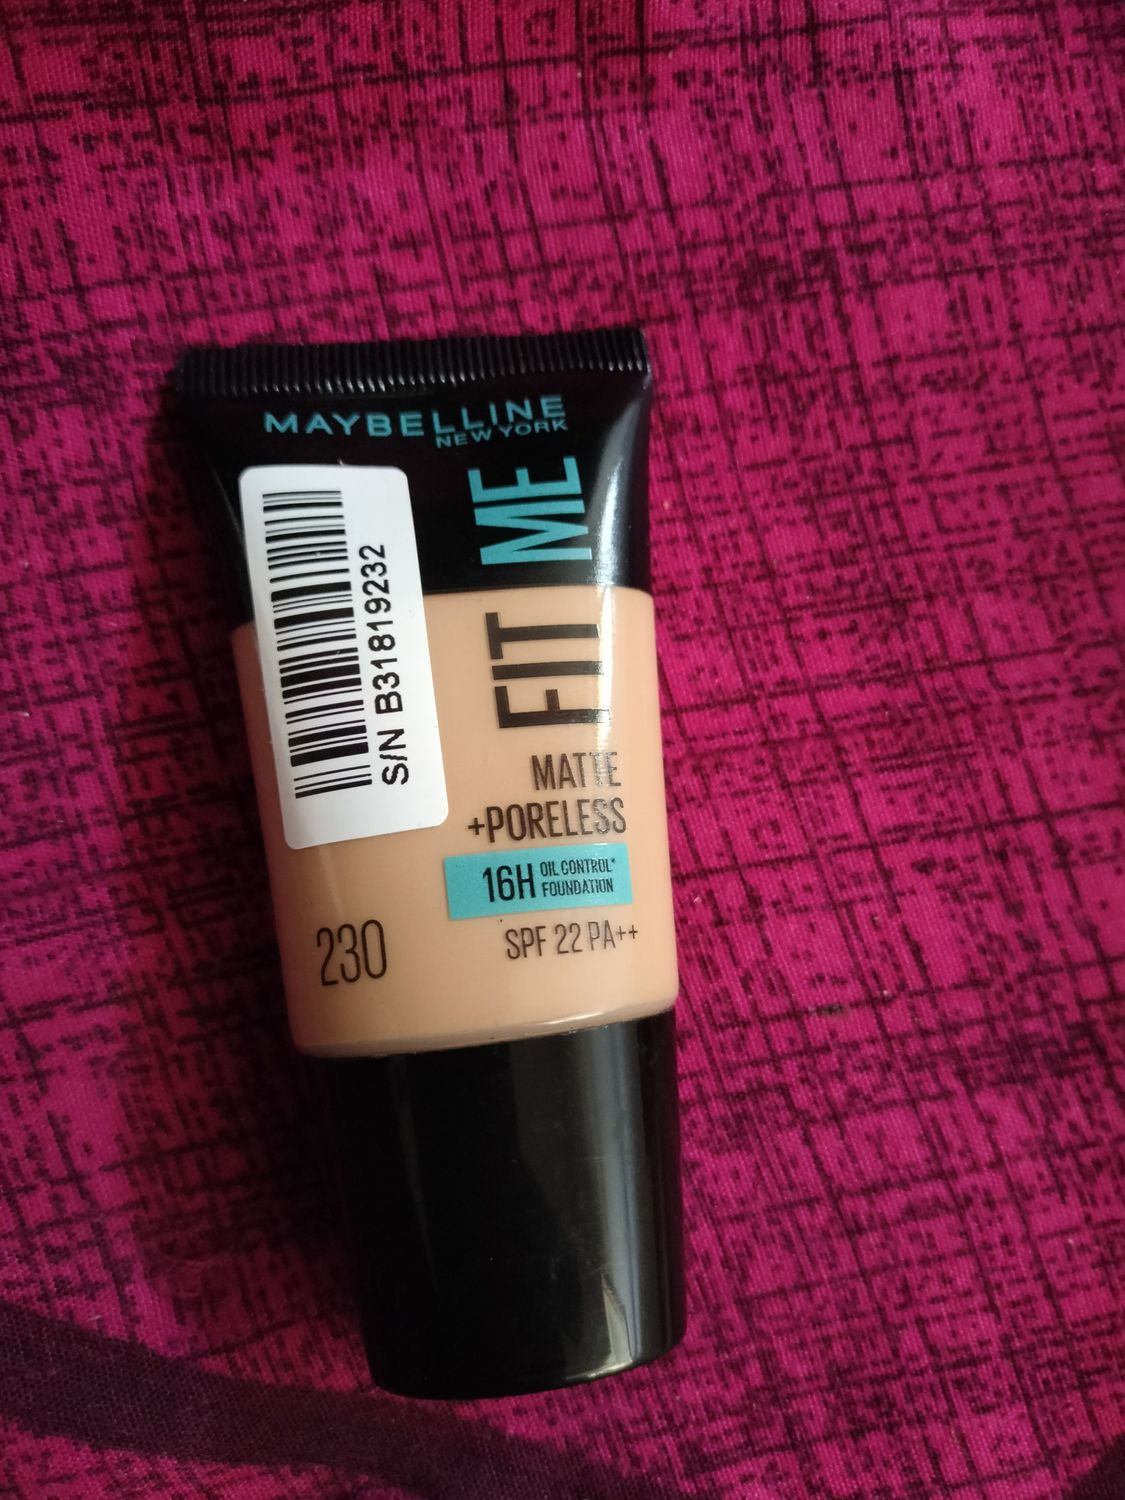 MAYBELLINE
NEW YORK
FIT ME
MATTE
+PORELESS
16H OIL CONTROL*
FOUNDATION
SPF 22 PA++
230
S/N B31819232